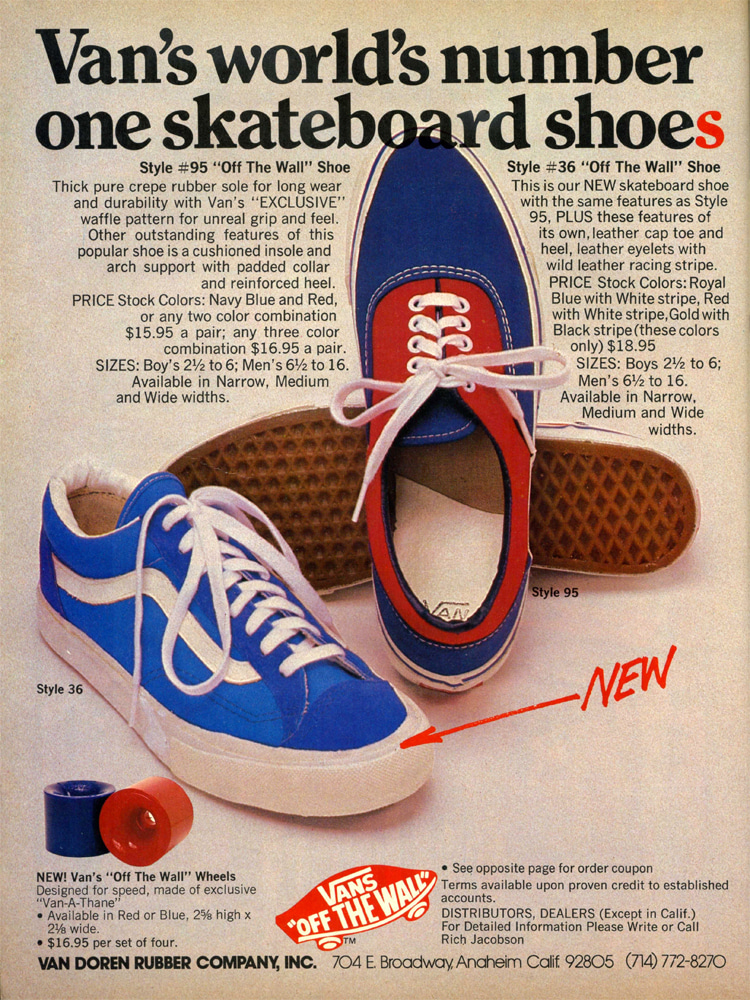 Van's world's number
one skateboard shoes
Style #95 "Off The Wall" Shoe
Thick pure crepe rubber sole for long wear
and durability with Van's "EXCLUSIVE"
waffle pattern for unreal grip and feel.
Other outstanding features of this
popular shoe is a cushioned insole and
arch support with padded collar
and reinforced heel.
PRICE Stock Colors: Navy Blue and Red,
or any two color combination
$15.95 a pair; any three color
combination $16.95 a pair.
SIZES: Boy's 2½ to 6; Men's 6½ to 16.
Available in Narrow, Medium
and Wide widths.
Style #36 "Off The Wall" Shoe
This is our NEW skateboard shoe
with the same features as Style
95, PLUS these features of
its own, leather cap toe and
heel, leather eyelets with
wild leather racing stripe.
PRICE Stock Colors: Royal
Blue with White stripe, Red
with White stripe, Gold with
Black stripe (these colors
only) $18.95
SIZES: Boys 2½ to 6;
Men's 6½ to 16.
Available in Narrow,
Medium and Wide
widths.
VAN
Style 95
Style 36
NEW
NEW! Van's "Off The Wall" Wheels
Designed for speed, made of exclusive
"Van-A-Thane"
• Available in Red or Blue, 2⅝ high x
2⅛ wide.
• $16.95 per set of four.
VANS
"OFF THE WALL"
TM
• See opposite page for order coupon
Terms available upon proven credit to established
accounts.
DISTRIBUTORS, DEALERS (Except in Calif.)
For Detailed Information Please Write or Call
Rich Jacobson
VAN DOREN RUBBER COMPANY, INC. 704 E. Broadway, Anaheim Calif. 92805 (714) 772-8270